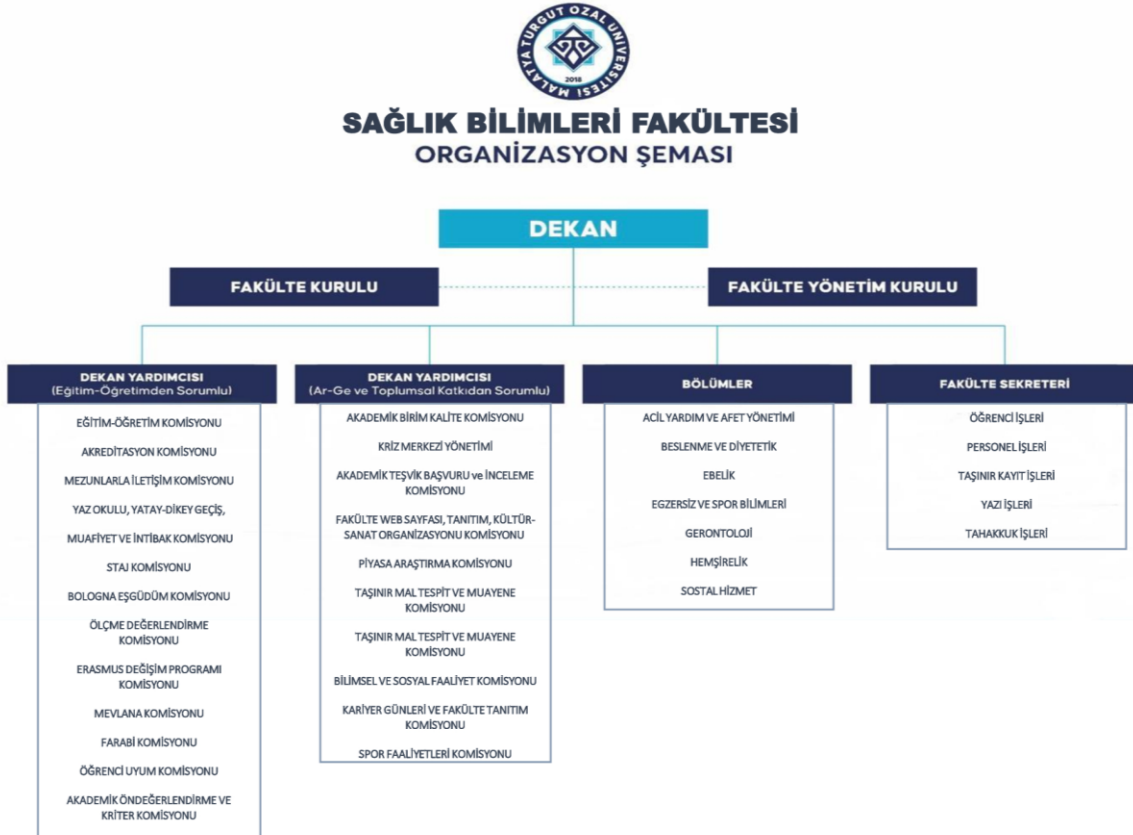 MALATYA TURGUT ÖZAL ÜNİVERSİTESİ
2018
SAĞLIK BİLİMLERİ FAKÜLTESİ
ORGANİZASYON ŞEMASI
DEKAN
FAKÜLTE KURULU
FAKÜLTE YÖNETİM KURULU
DEKAN YARDIMCISI
(Eğitim-Öğretimden Sorumlu)
EĞİTİM-ÖĞRETİM KOMİSYONU
AKREDİTASYON KOMİSYONU
MEZUNLARLA İLETİŞİM KOMİSYONU
YAZ OKULU, YATAY-DİKEY GEÇİŞ,
MUAFİYET VE İNTİBAK KOMİSYONU
STAJ KOMİSYONU
BOLOGNA EŞGÜDÜM KOMİSYONU
ÖLÇME DEĞERLENDİRME
KOMİSYONU
ERASMUS DEĞİŞİM PROGRAMI
KOMİSYONU
MEVLANA KOMİSYONU
FARABİ KOMİSYONU
ÖĞRENCİ UYUM KOMİSYONU
AKADEMİK ÖNDEĞERLENDİRME VE
KRİTER KOMİSYONU
DEKAN YARDIMCISI
(Ar-Ge ve Toplumsal Katkıdan Sorumlu)
AKADEMİK BİRİM KALİTE KOMİSYONU
KRİZ MERKEZİ YÖNETİMİ
AKADEMİK TEŞVİK BAŞVURU ve İNCELEME
KOMİSYONU
FAKÜLTE WEB SAYFASI, TANITIM, KÜLTÜR-
SANAT ORGANİZASYONU KOMİSYONU
PİYASA ARAŞTIRMA KOMİSYONU
TAŞINIR MAL TESPİT VE MUAYENE
KOMİSYONU
TAŞINIR MAL TESPİT VE MUAYENE
KOMİSYONU
BİLİMSEL VE SOSYAL FAALİYET KOMİSYONU
KARİYER GÜNLERİ VE FAKÜLTE TANITIM
KOMİSYONU
SPOR FAALİYETLERİ KOMİSYONU
BÖLÜMLER
ACİL YARDIM VE AFET YÖNETİMİ
BESLENME VE DİYETETİK
EBELİK
EGZERSİZ VE SPOR BİLİMLERİ
GERONTOLOJİ
HEMŞİRELİK
SOSTAL HİZMET
FAKÜLTE SEKRETERİ
ÖĞRENCİ İŞLERİ
PERSONEL İŞLERİ
TAŞINIR KAYIT İŞLERİ
YAZI İŞLERİ
TAHAKKUK İŞLERİ